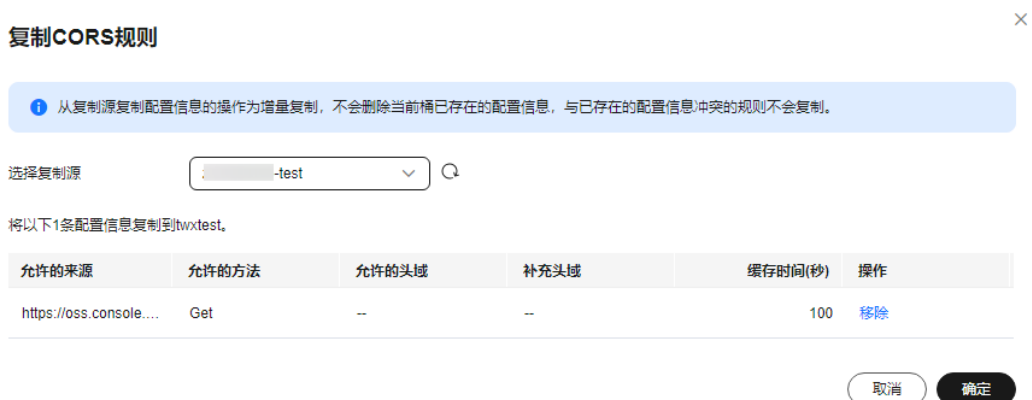 复制CORS规则
从复制源复制配置信息的操作为增量复制，不会删除当前桶已存在的配置信息，与已存在的配置信息冲突的规则不会复制。
选择复制源 -test
将以下1条配置信息复制到twxtest。
允许的来源 允许的方法 允许的头域 补充头域 缓存时间(秒) 操作
https://oss.console.... Get -- -- 100 移除
取消 确定